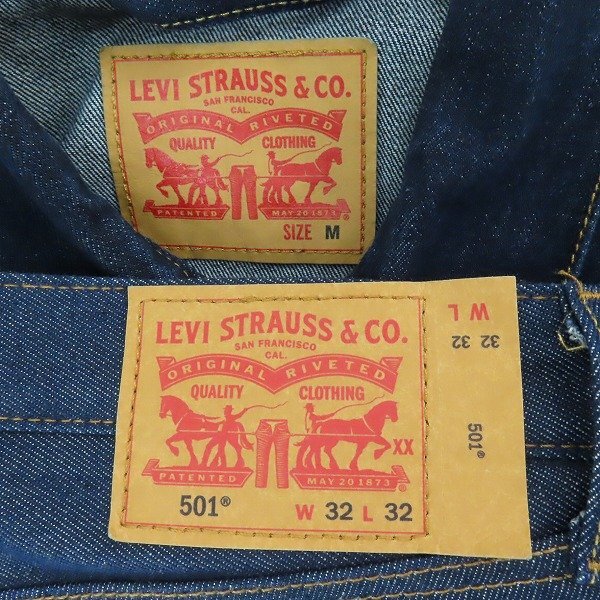 LEVI STRAUSS & CO.
SAN FRANCISCO
CAL.
ORIGINAL RIVETED
QUALITY CLOTHING
PATENTED MAY 20 1873
SIZE M
LEVI STRAUSS & CO.
SAN FRANCISCO
CAL.
ORIGINAL RIVETED
QUALITY CLOTHING
XX
PATENTED MAY 20 1873
501® W 32 L 32
W L
32 32
501®